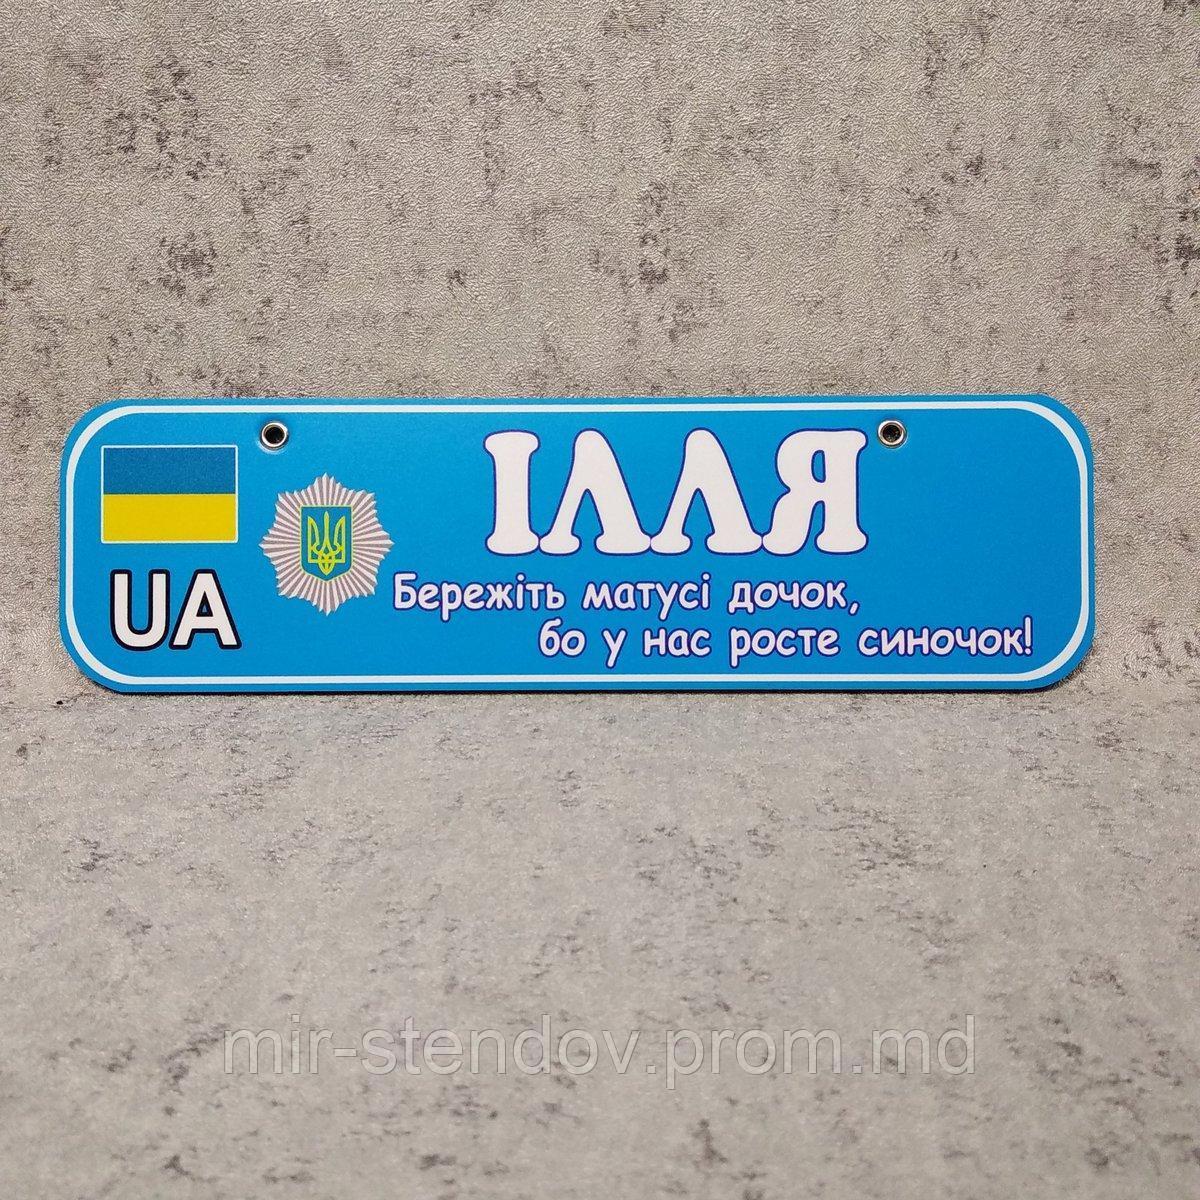 ІЛЛЯ
UA
Бережіть матусі дочок,
бо у нас росте синочок!
mir-stendov.prom.md